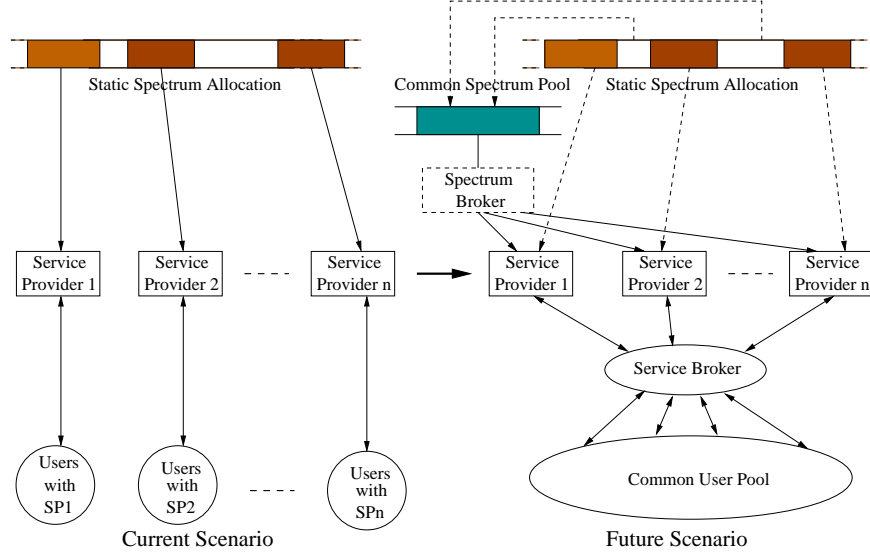 Static Spectrum Allocation
Common Spectrum Pool
Static Spectrum Allocation
Spectrum
Broker
Service
Provider 1
Service
Provider 2
Service
Provider n
Service
Provider 1
Service
Provider 2
Service
Provider n
Service Broker
Users
with
SP1
Users
with
SP2
Users
with
SPn
Common User Pool
Current Scenario
Future Scenario